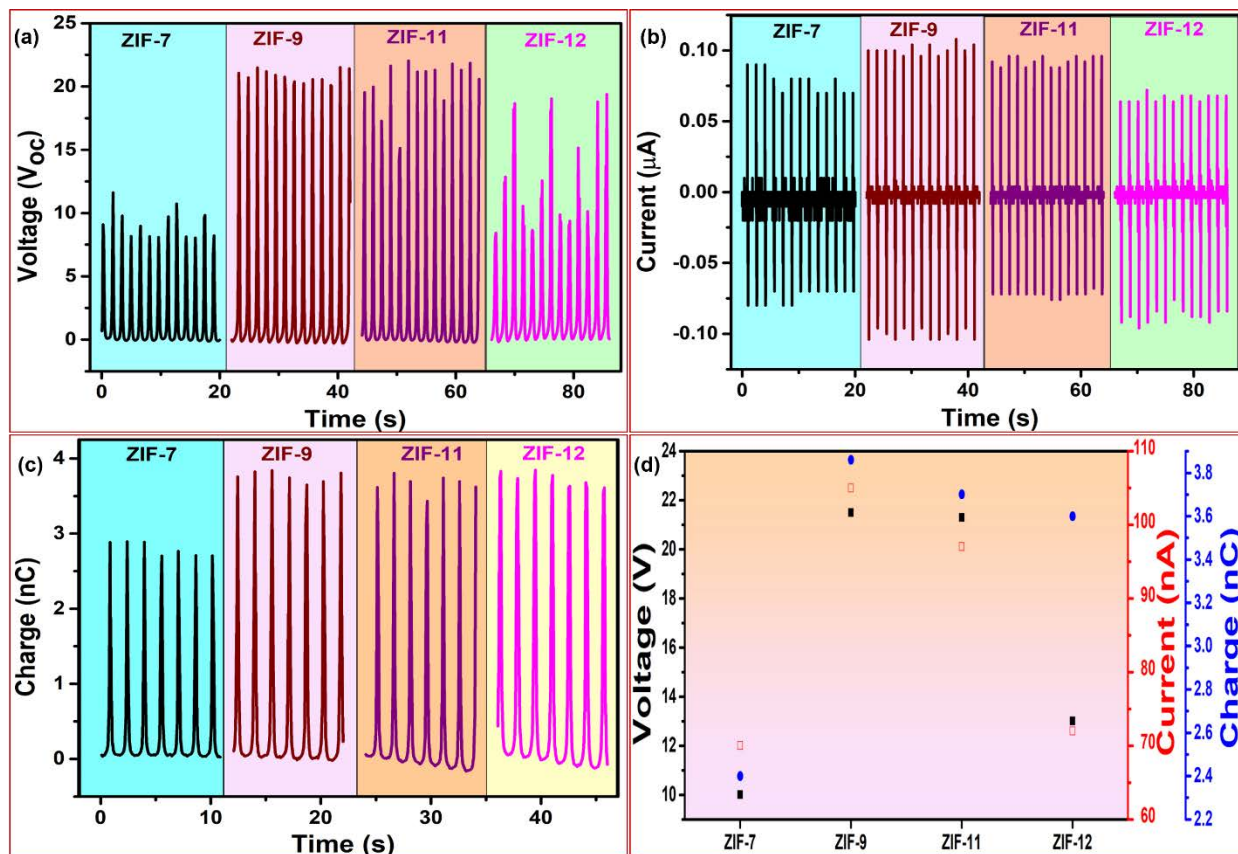 (a)
ZIF-7 ZIF-9 ZIF-11 ZIF-12
Voltage (VOC)
25
20
15
10
5
0
0 20 40 60 80
Time (s)
(b)
ZIF-7 ZIF-9 ZIF-11 ZIF-12
Current (μA)
0.10
0.05
0.00
-0.05
-0.10
0 20 40 60 80
Time (s)
(c)
ZIF-7 ZIF-9 ZIF-11 ZIF-12
Charge (nC)
4
3
2
1
0
0 10 20 30 40
Time (s)
(d)
Voltage (V)
24
22
20
18
16
14
12
10
ZIF-7 ZIF-9 ZIF-11 ZIF-12
Current (nA)
110
100
90
80
70
60
Charge (nC)
3.8
3.6
3.4
3.2
3.0
2.8
2.6
2.4
2.2